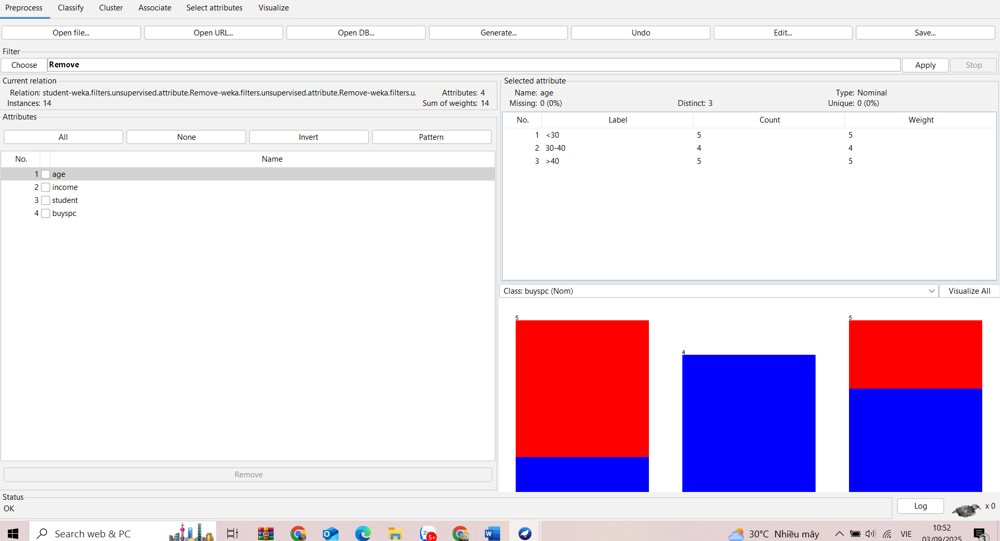 Preprocess Classify Cluster Associate Select attributes Visualize
Open file... Open URL... Open DB... Generate... Undo Edit... Save...
Filter
Choose Remove Apply Stop
Current relation
Relation: student-weka.filters.unsupervised.attribute.Remove-weka.filters.unsupervised.attribute.Remove-weka.filters.u. Attributes: 4
Instances: 14 Sum of weights: 14
Attributes
All None Invert Pattern
No. Name
1 age
2 income
3 student
4 buyspc
Remove
Selected attribute
Name: age Type: Nominal
Missing: 0 (0%) Distinct: 3 Unique: 0 (0%)
No. Label Count Weight
1 <30 5 5
2 30-40 4 4
3 >40 5 5
Class: buyspc (Nom) Visualize All
5
4
5
Status
OK
Log x 0
Search web & PC
5+
30°C Nhiều mây
VIE
10:52
03/09/2025
3